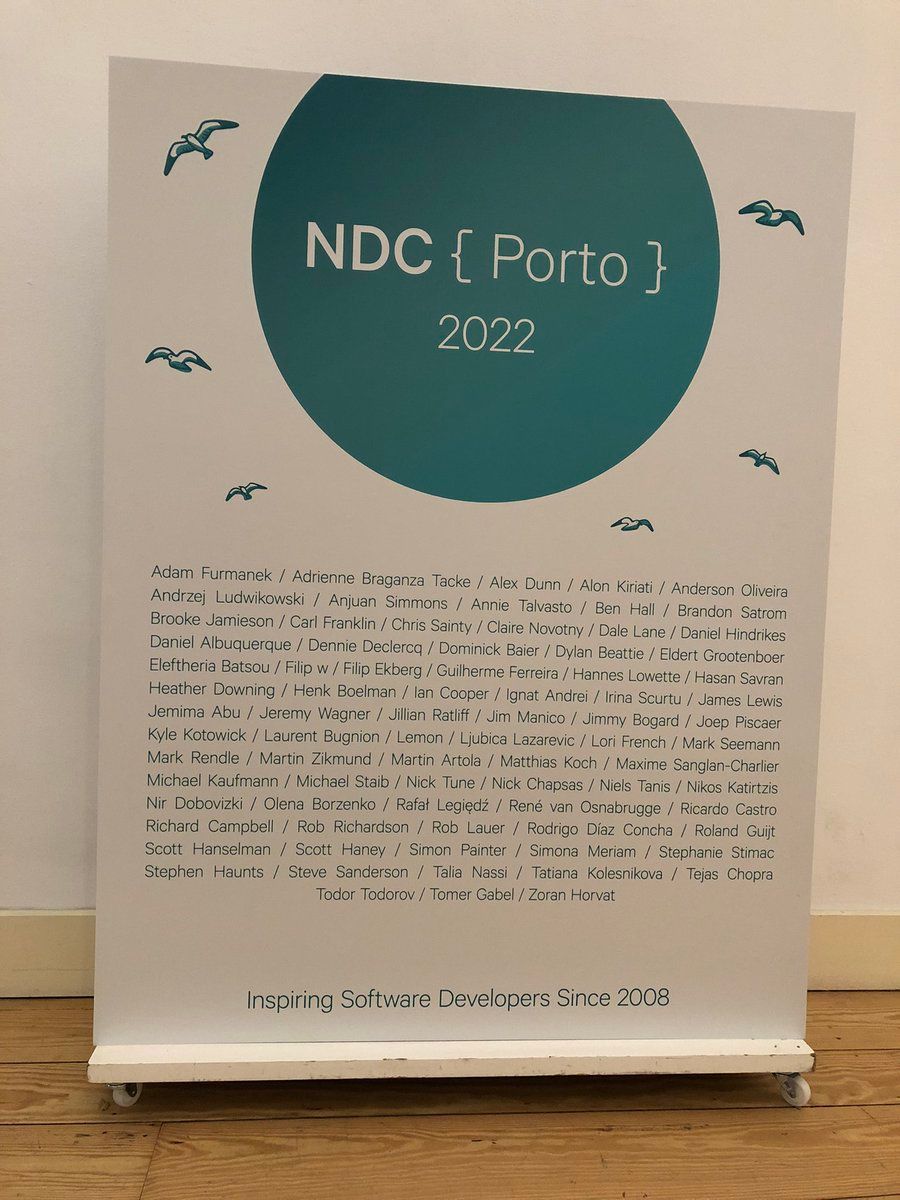 NDC { Porto }
2022
Adam Furmanek / Adrienne Braganza Tacke / Alex Dunn / Alon Kiriati / Anderson Oliveira
Andrzej Ludwikowski / Anjuan Simmons / Annie Talvasto / Ben Hall / Brandon Satrom
Brooke Jamieson / Carl Franklin / Chris Sainty / Claire Novotny / Dale Lane / Daniel Hindrikes
Daniel Albuquerque / Dennie Declercq / Dominick Baier / Dylan Beattie / Eldert Grootenboer
Eleftheria Batsou / Filip w / Filip Ekberg / Guilherme Ferreira / Hannes Lowette / Hasan Savran
Heather Downing / Henk Boelman / Ian Cooper / Ignat Andrei / Irina Scurtu / James Lewis
Jemima Abu / Jeremy Wagner / Jillian Ratliff / Jim Manico / Jimmy Bogard / Joep Piscaer
Kyle Kotowick / Laurent Bugnion / Lemon / Ljubica Lazarevic / Lori French / Mark Seemann
Mark Rendle / Martin Zikmund / Martin Artola / Matthias Koch / Maxime Sanglan-Charlier
Michael Kaufmann / Michael Staib / Nick Tune / Nick Chapsas / Niels Tanis / Nikos Katirtzis
Nir Dobovizki / Olena Borzenko / Rafał Legiędź / René van Osnabrugge / Ricardo Castro
Richard Campbell / Rob Richardson / Rob Lauer / Rodrigo Díaz Concha / Roland Guijt
Scott Hanselman / Scott Haney / Simon Painter / Simona Meriam / Stephanie Stimac
Stephen Haunts / Steve Sanderson / Talia Nassi / Tatiana Kolesnikova / Tejas Chopra
Todor Todorov / Tomer Gabel / Zoran Horvat
Inspiring Software Developers Since 2008